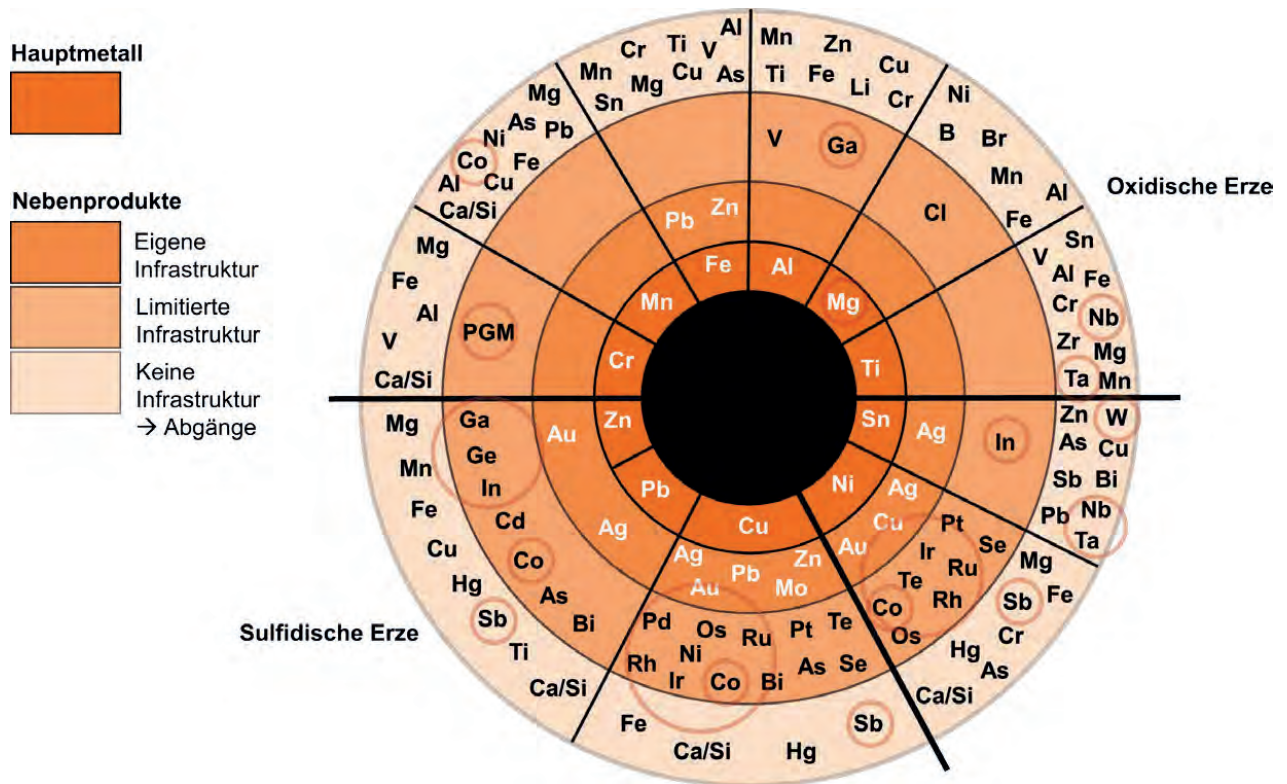 Hauptmetall
Nebenprodukte
Eigene
Infrastruktur
Limitierte
Infrastruktur
Keine
Infrastruktur
→ Abgänge
Oxidische Erze
Sulfidische Erze
Al
Ti
V
Cr
Mn
Cu
As
Mg
Sn
Pb
Zn
Fe
Mn
Zn
Ti
Fe
Cu
Li
Cr
V
Ga
Al
Ni
B
Br
Mn
Al
Fe
Cl
Mg
Sn
V
Al
Fe
Cr
Nb
Zr
Mg
Ta
Mn
Ti
Zn
W
As
Cu
Sb
Bi
Pb
Nb
Ta
In
Ag
Sn
Mg
Fe
Sb
Cr
Hg
As
Ca/Si
Pt
Se
Ir
Ru
Te
Rh
Co
Os
Ag
Cu
Au
Ni
Cu
Ag
Zn
Pb
Au
Mo
Pd
Os
Ru
Pt
Te
Rh
Ni
As
Se
Ir
Co
Bi
Fe
Sb
Ca/Si
Hg
Zn
Pb
Au
Ag
Ga
Ge
In
Cd
Co
As
Bi
Mg
Mn
Fe
Cu
Hg
Sb
Ti
Ca/Si
Cr
PGM
Mg
Fe
Al
V
Ca/Si
Mn
Mg
As
Ni
Pb
Co
Fe
Al
Cu
Ca/Si